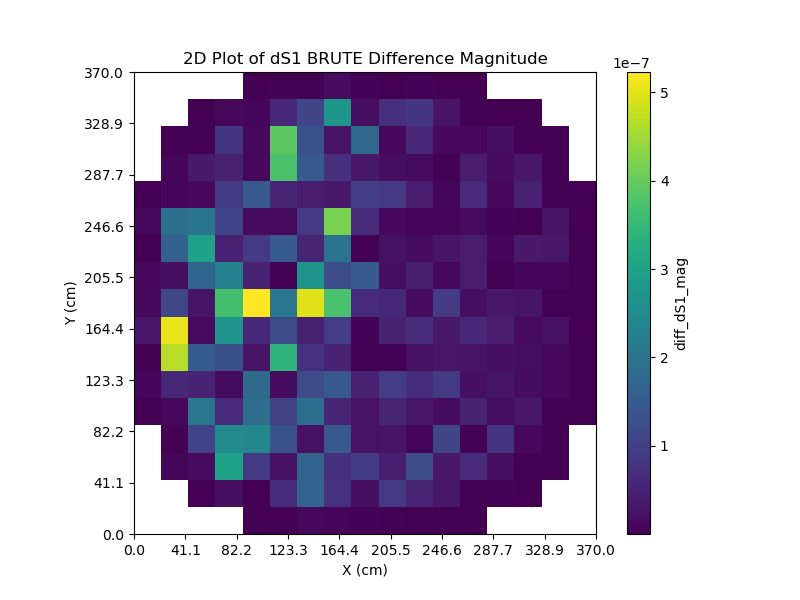 2D Plot of dS1 BRUTE Difference Magnitude
1e−7
370.0
328.9
287.7
246.6
205.5
164.4
123.3
82.2
41.1
0.0
Y (cm)
0.0 41.1 82.2 123.3 164.4 205.5 246.6 287.7 328.9 370.0
X (cm)
5
4
3
2
1
diff_dS1_mag